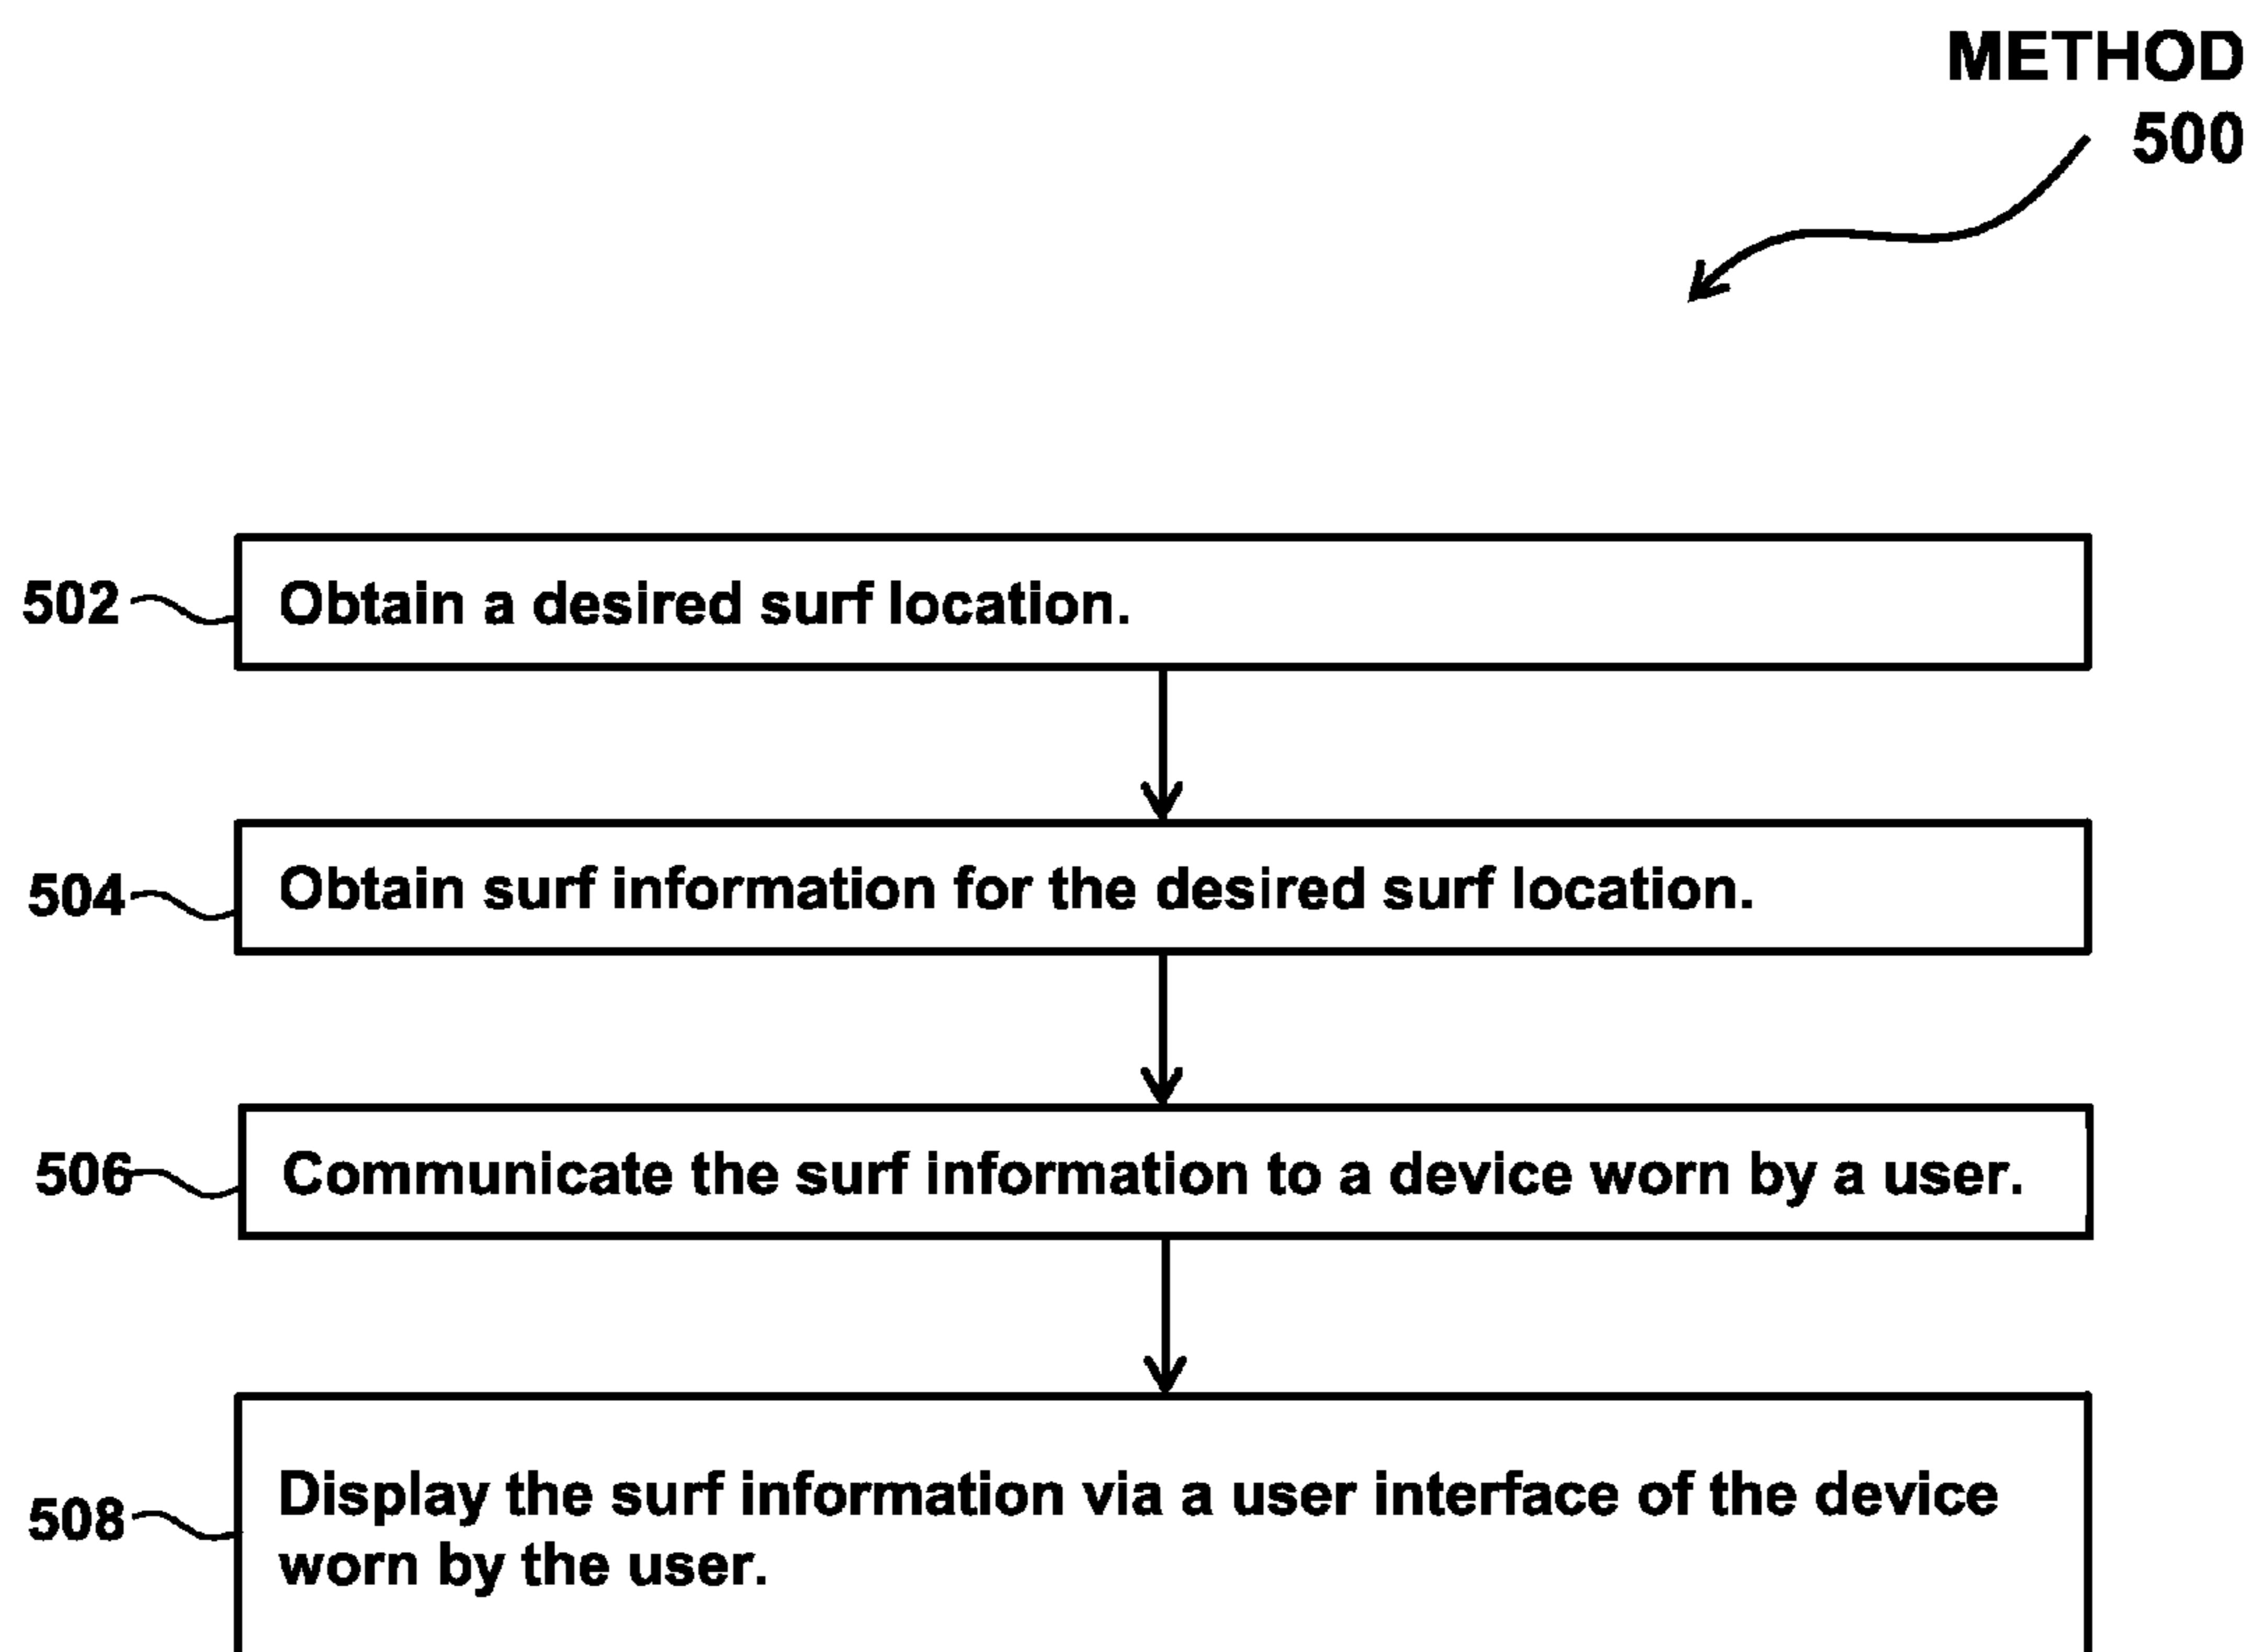 METHOD
500
502
Obtain a desired surf location.
504
Obtain surf information for the desired surf location.
506
Communicate the surf information to a device worn by a user.
508
Display the surf information via a user interface of the device
worn by the user.